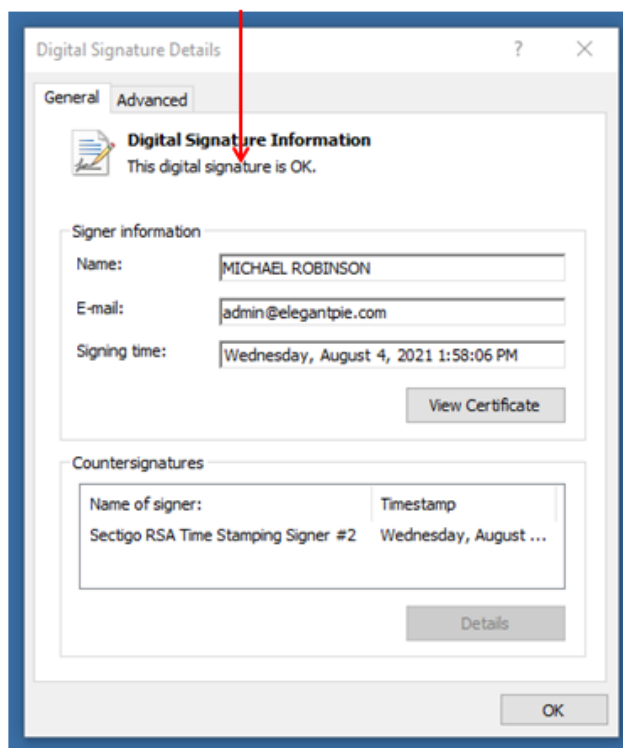 Digital Signature Details
General Advanced
Digital Signature Information
This digital signature is OK.
Signer information
Name: MICHAEL ROBINSON
E-mail: admin@elegantpie.com
Signing time: Wednesday, August 4, 2021 1:58:06 PM
View Certificate
Countersignatures
Name of signer: Timestamp
Sectigo RSA Time Stamping Signer #2 Wednesday, August ...
Details
OK